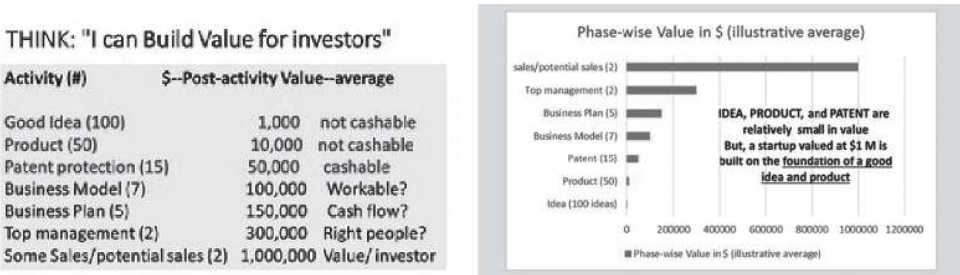 THINK: "I can Build Value for investors"
Activity (#) $--Post-activity Value--average
Good Idea (100) 1,000 not cashable
Product (50) 10,000 not cashable
Patent protection (15) 50,000 cashable
Business Model (7) 100,000 Workable?
Business Plan (5) 150,000 Cash flow?
Top management (2) 300,000 Right people?
Some Sales/potential sales (2) 1,000,000 Value/investor
Phase-wise Value in $ (illustrative average)
sales/potential sales (2)
Top management (2)
Business Plan (5)
Business Model (7)
Patent (15)
Product (50)
Idea (100 ideas)
IDEA, PRODUCT, and PATENT are
relatively small in value
But, a startup valued at $1 M is
built on the foundation of a good
idea and product
0 200000 400000 600000 800000 1000000 1200000
Phase-wise Value in $ (illustrative average)